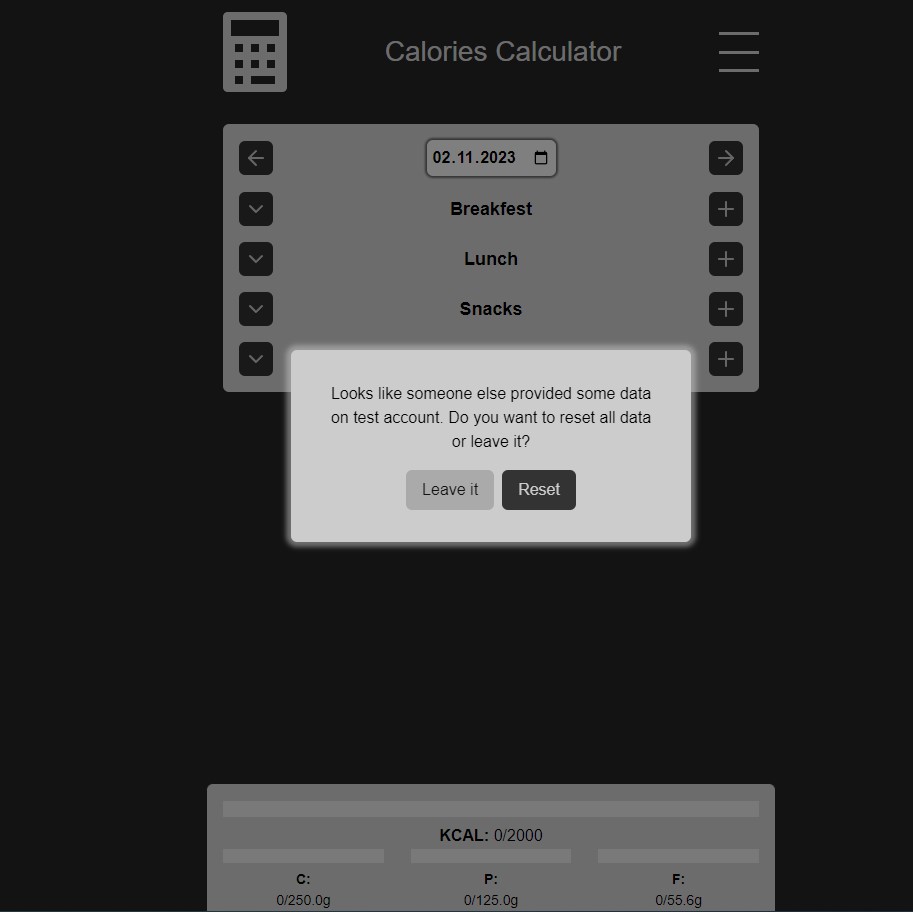 Calories Calculator
02.11.2023
Breakfest
Lunch
Snacks
Looks like someone else provided some data
on test account. Do you want to reset all data
or leave it?
Leave it Reset
KCAL: 0/2000
C: P: F:
0/250.0g 0/125.0g 0/55.6g